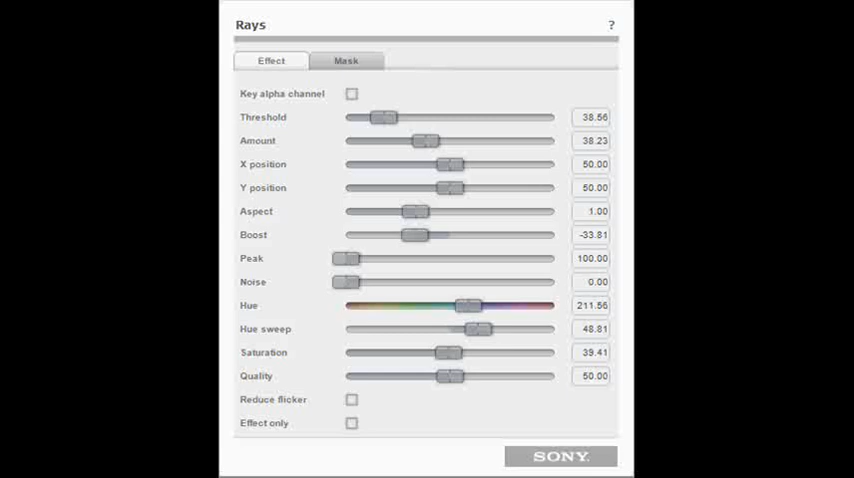 Rays ?
Effect Mask
Key alpha channel
Threshold 38.56
Amount 38.23
X position 50.00
Y position 50.00
Aspect 1.00
Boost -33.81
Peak 100.00
Noise 0.00
Hue 211.56
Hue sweep 48.81
Saturation 39.41
Quality 50.00
Reduce flicker
Effect only
SONY